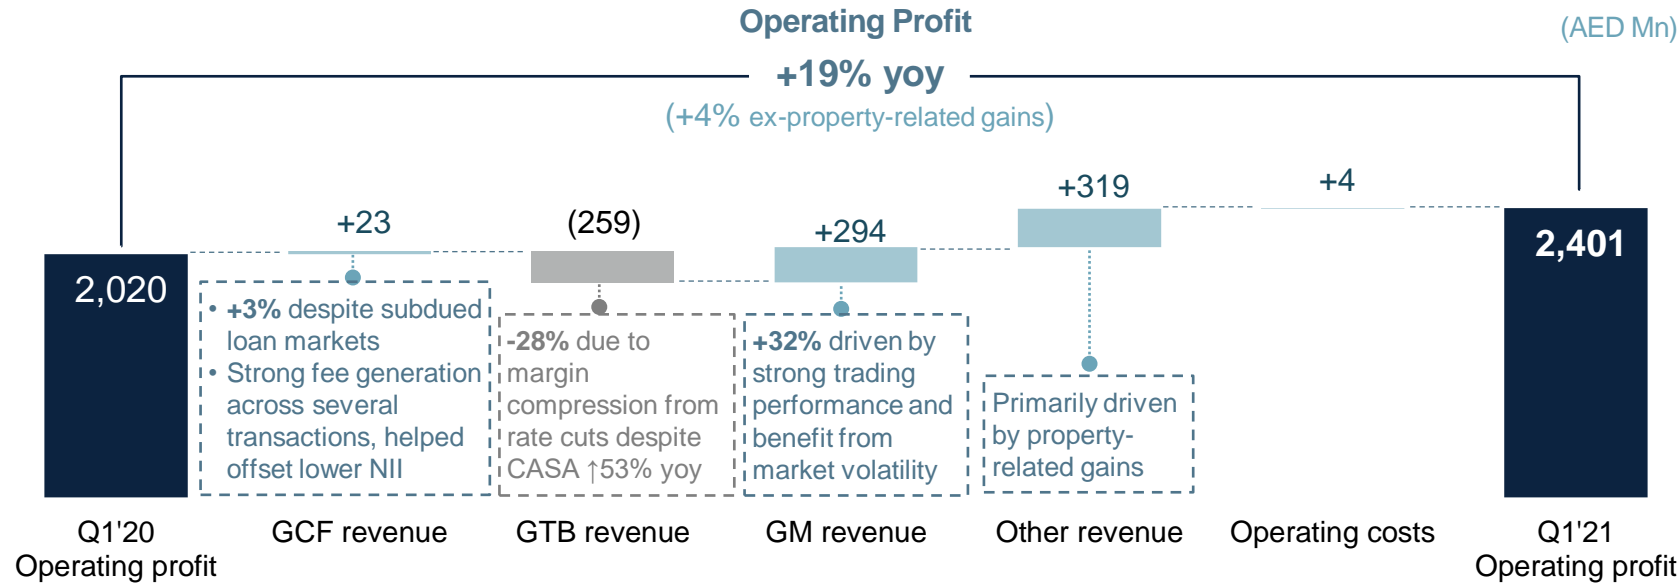 Operating Profit
(AED Mn)
+19% yoy
(+4% ex-property-related gains)
2,020
+23
(259)
+294
+319
+4
2,401
• +3% despite subdued
loan markets
• Strong fee generation
across several
transactions, helped
offset lower NII
-28% due to
margin
compression from
rate cuts despite
CASA ↑53% yoy
+32% driven by
strong trading
performance and
benefit from
market volatility
Primarily driven
by property-
related gains
Q1'20
Operating profit
GCF revenue
GTB revenue
GM revenue
Other revenue
Operating costs
Q1'21
Operating profit